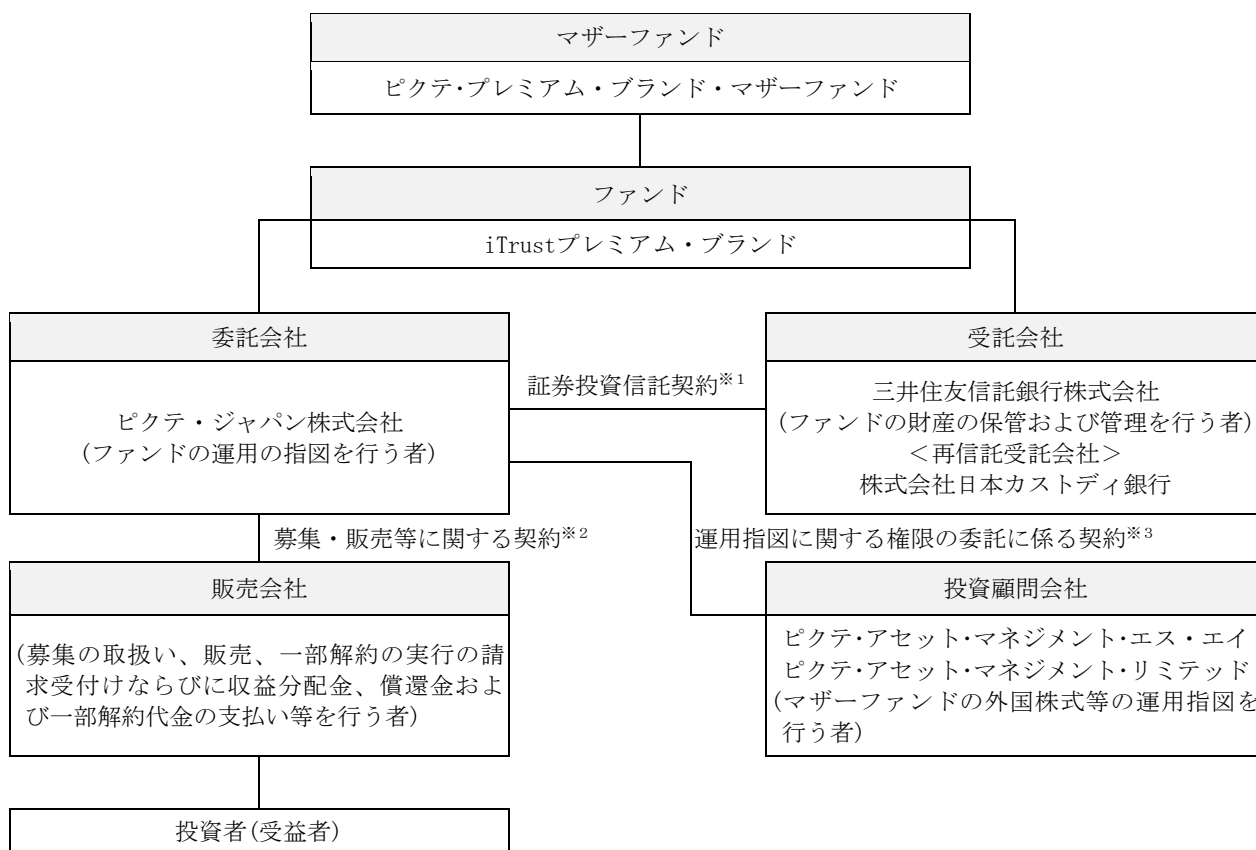 マザーファンド
ピクテ・プレミアム・ブランド・マザーファンド
ファンド
iTrustプレミアム・ブランド
委託会社
ピクテ・ジャパン株式会社
(ファンドの運用の指図を行う者)
証券投資信託契約※1
受託会社
三井住友信託銀行株式会社
(ファンドの財産の保管および管理を行う者)
＜再信託受託会社＞
株式会社日本カストディ銀行
募集・販売等に関する契約※2
運用指図に関する権限の委託に係る契約※3
販売会社
(募集の取扱い、販売、一部解約の実行の請
求受付けならびに収益分配金、償還金およ
び一部解約代金の支払い等を行う者)
投資顧問会社
ピクテ・アセット・マネジメント・エス・エイ
ピクテ・アセット・マネジメント・リミテッド
(マザーファンドの外国株式等の運用指図を
行う者)
投資者(受益者)